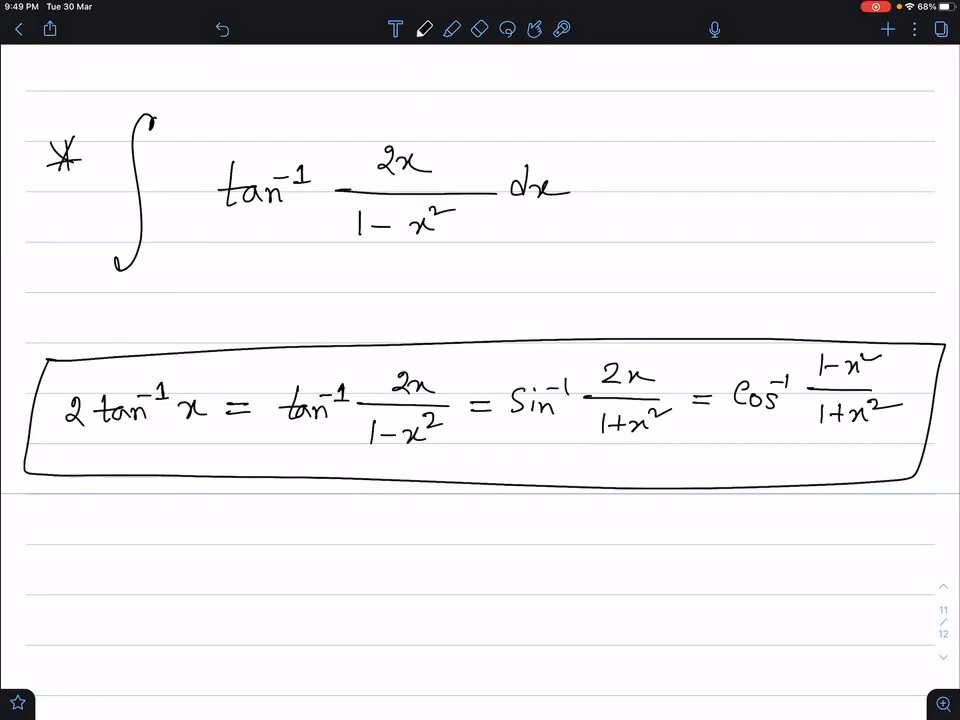 9:49 PM Tue 30 Mar 68%
* ∫ tan⁻¹ 2x/(1 - x²) dx
2 tan⁻¹ x = tan⁻¹ 2x/(1-x²) = Sin⁻¹ 2x/(1+x²) = Cos⁻¹ (1-x²)/(1+x²)
11
/
12